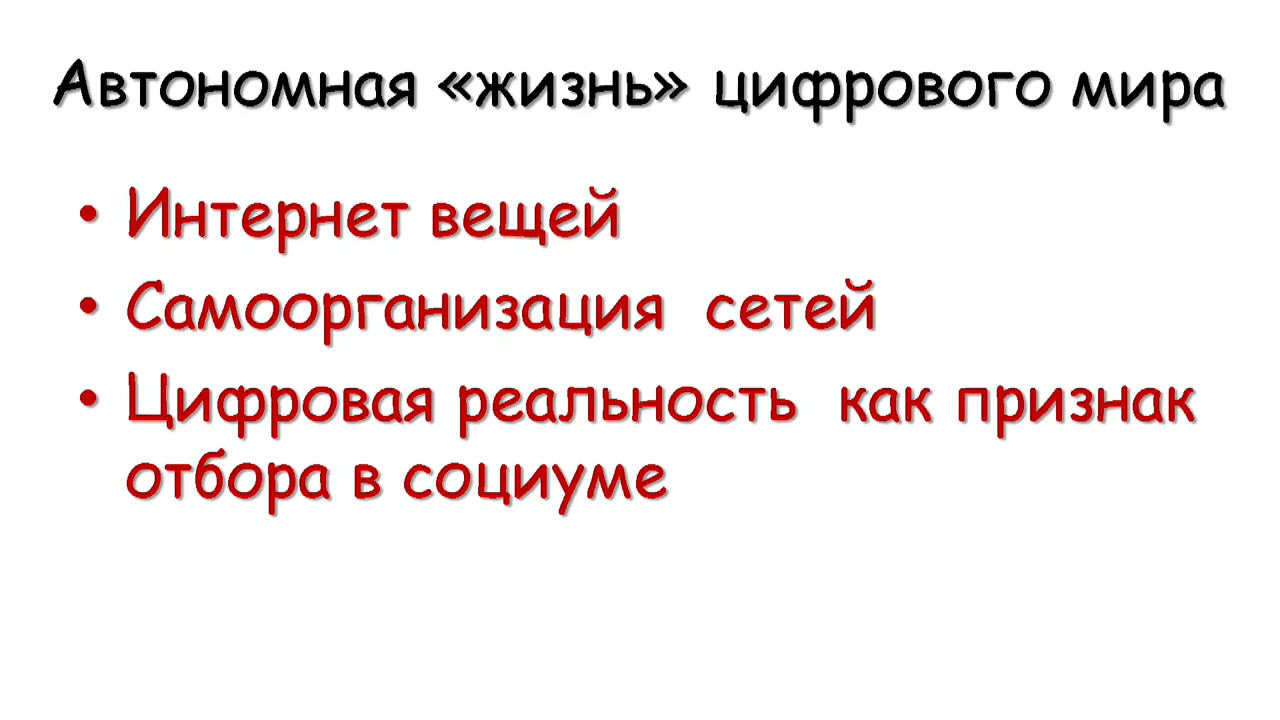 Автономная «жизнь» цифрового мира
• Интернет вещей
• Самоорганизация сетей
• Цифровая реальность как признак
отбора в социуме